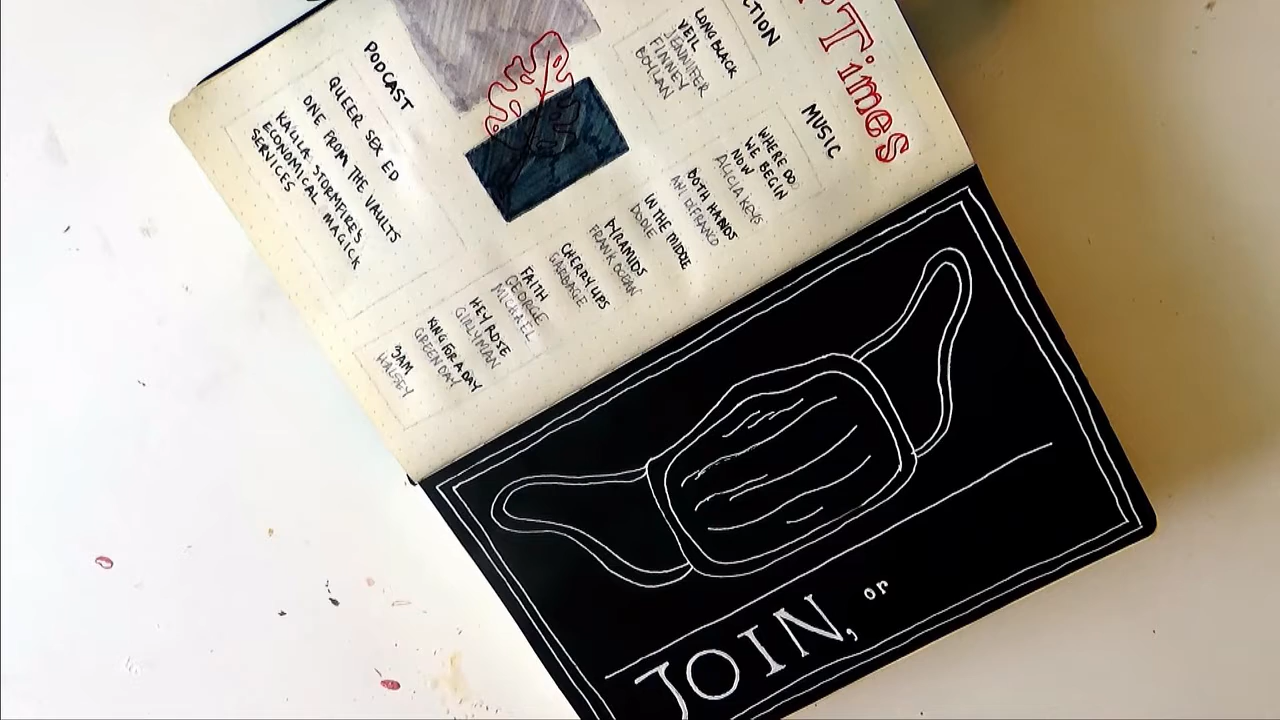 Times
CTION
LONG BLACK
VEIL
JENNIFER
FINNEY
BOYLAN
MUSIC
WHERE DO
WE BEGIN
NOW
ALICIA KEYS
BOTH HANDS
ANI DIFRANCO
IN THE MIDDLE
DODIE
PYRAMIDS
FRANK OCEAN
CHERRY LIPS
GARBAGE
FAITH
GEORGE
MICHAEL
HEY ROSE
GIRLYMAN
KING FOR A DAY
GREEN DAY
3AM
HALSEY
PODCAST
QUEER SEX ED
ONE FROM THE VAULTS
KALILA STORMFIRE'S
ECONOMICAL MAGICK
SERVICES
JOIN, or